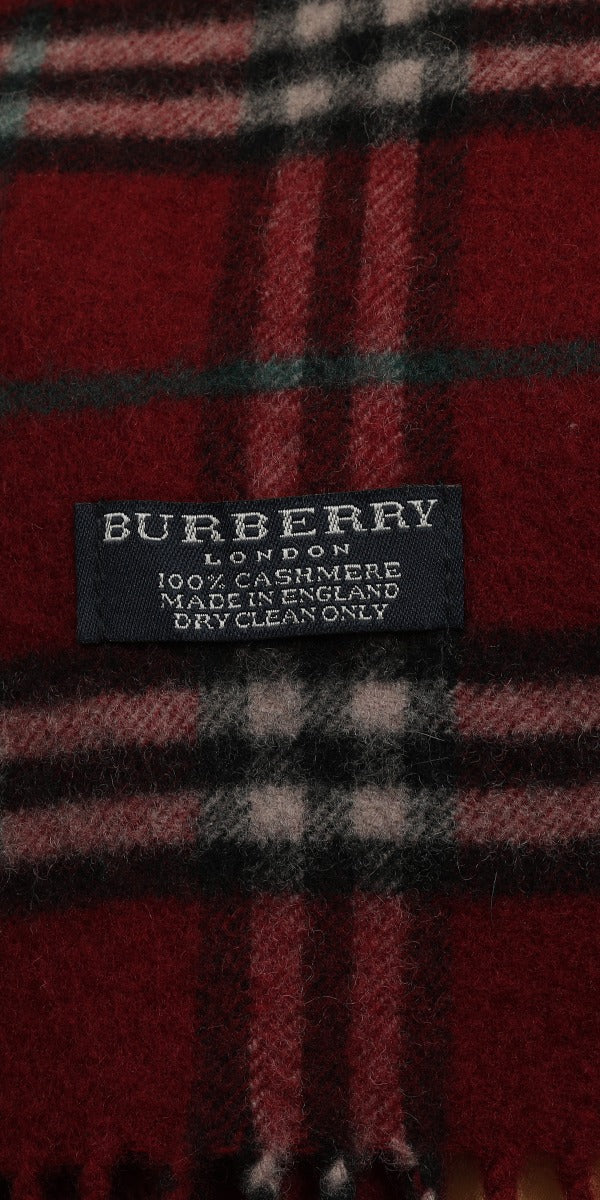 BURBERRY
LONDON
100% CASHMERE
MADE IN ENGLAND
DRY CLEAN ONLY